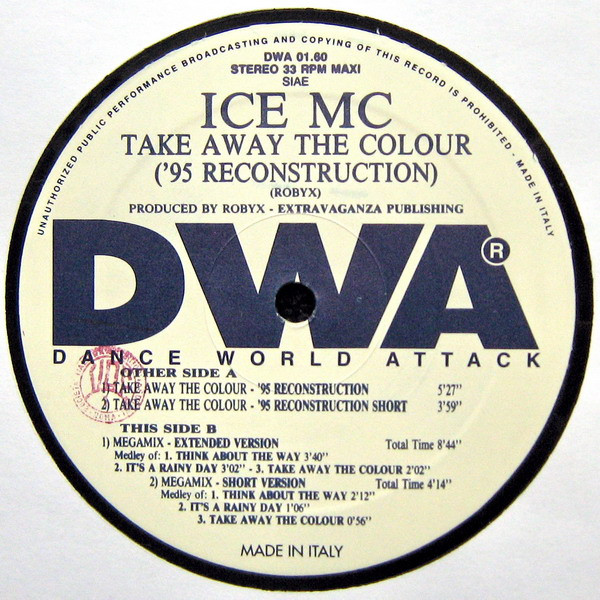 UNAUTHORIZED PUBLIC PERFORMANCE BROADCASTING AND COPYING OF THIS RECORD IS PROHIBITED - MADE IN ITALY
DWA 01.60
STEREO 33 RPM MAXI
SIAE
ICE MC
TAKE AWAY THE COLOUR
('95 RECONSTRUCTION)
(ROBYX)
PRODUCED BY ROBYX - EXTRAVAGANZA PUBLISHING
DWA®
DANCE WORLD ATTACK
OTHER SIDE A
1) TAKE AWAY THE COLOUR - '95 RECONSTRUCTION 5'27"
2) TAKE AWAY THE COLOUR - '95 RECONSTRUCTION SHORT 3'59"
THIS SIDE B
1) MEGAMIX - EXTENDED VERSION Total Time 8'44"
Medley of: 1. THINK ABOUT THE WAY 3'40"
2. IT'S A RAINY DAY 3'02" - 3. TAKE AWAY THE COLOUR 2'02"
2) MEGAMIX - SHORT VERSION Total Time 4'14"
Medley of: 1. THINK ABOUT THE WAY 2'12"
2. IT'S A RAINY DAY 1'06"
3. TAKE AWAY THE COLOUR 0'56"
MADE IN ITALY